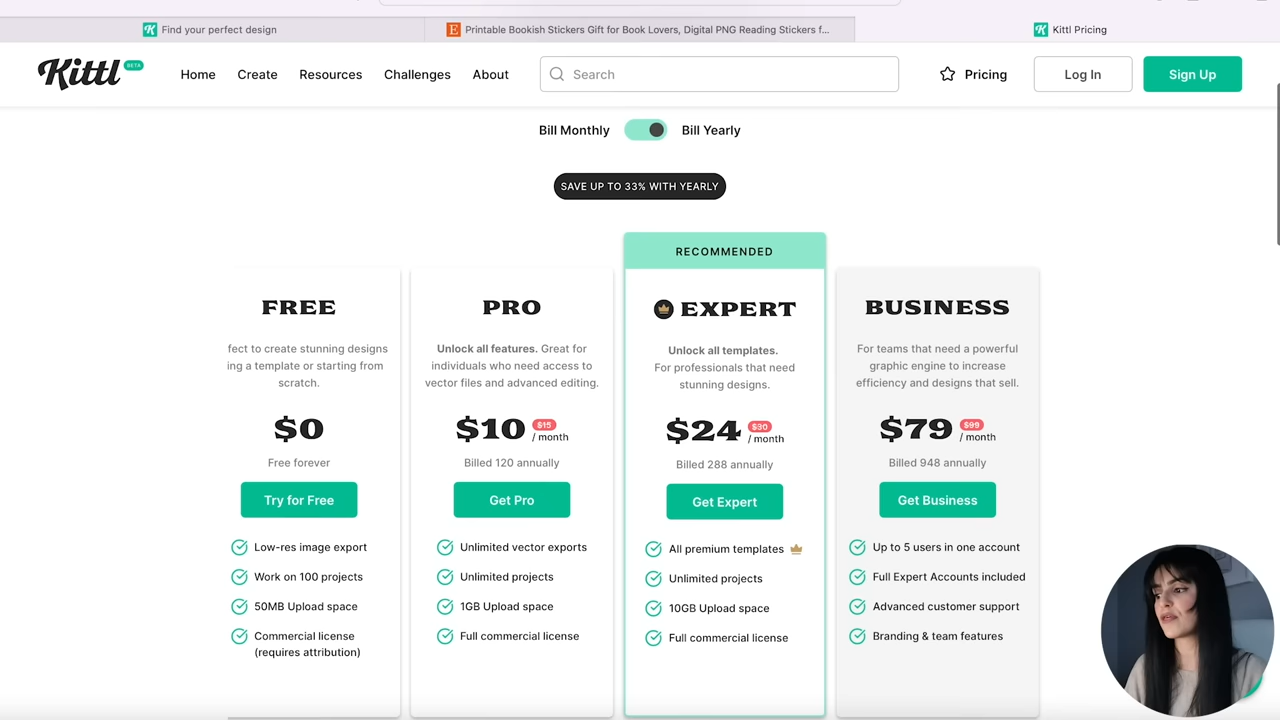 Find your perfect design
Printable Bookish Stickers Gift for Book Lovers, Digital PNG Reading Stickers f...
Kittl Pricing
Kittl BETA
Home
Create
Resources
Challenges
About
Search
Pricing
Log In
Sign Up
Bill Monthly
Bill Yearly
SAVE UP TO 33% WITH YEARLY
RECOMMENDED
FREE
fect to create stunning designs
ing a template or starting from
scratch.
$0
Free forever
Try for Free
Low-res image export
Work on 100 projects
50MB Upload space
Commercial license
(requires attribution)
PRO
Unlock all features. Great for
individuals who need access to
vector files and advanced editing.
$10 $15
/ month
Billed 120 annually
Get Pro
Unlimited vector exports
Unlimited projects
1GB Upload space
Full commercial license
EXPERT
Unlock all templates.
For professionals that need
stunning designs.
$24 $30
/ month
Billed 288 annually
Get Expert
All premium templates
Unlimited projects
10GB Upload space
Full commercial license
BUSINESS
For teams that need a powerful
graphic engine to increase
efficiency and designs that sell.
$79 $99
/ month
Billed 948 annually
Get Business
Up to 5 users in one account
Full Expert Accounts included
Advanced customer support
Branding & team features